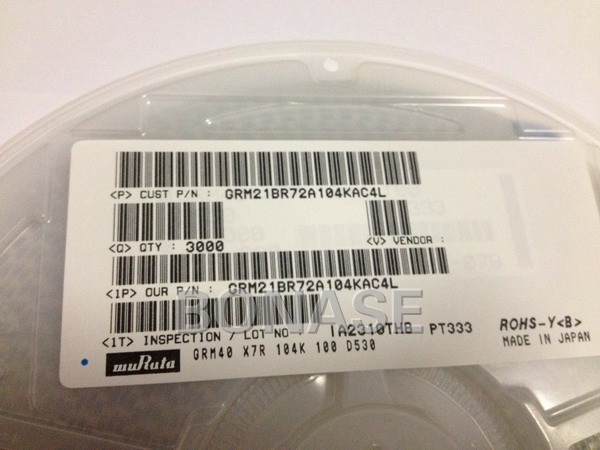 <P> CUST P/N : GRM21BR72A104KAC4L
<Q> QTY : 3000
<V> VENDOR :
<1P> OUR P/N : GRM21BR72A104KAC4L
BONASE
<1T> INSPECTION / LOT NO IA2310TH8 PT333
ROHS-Y<B>
MADE IN JAPAN
muRata
GRM40 X7R 104K 100 D530